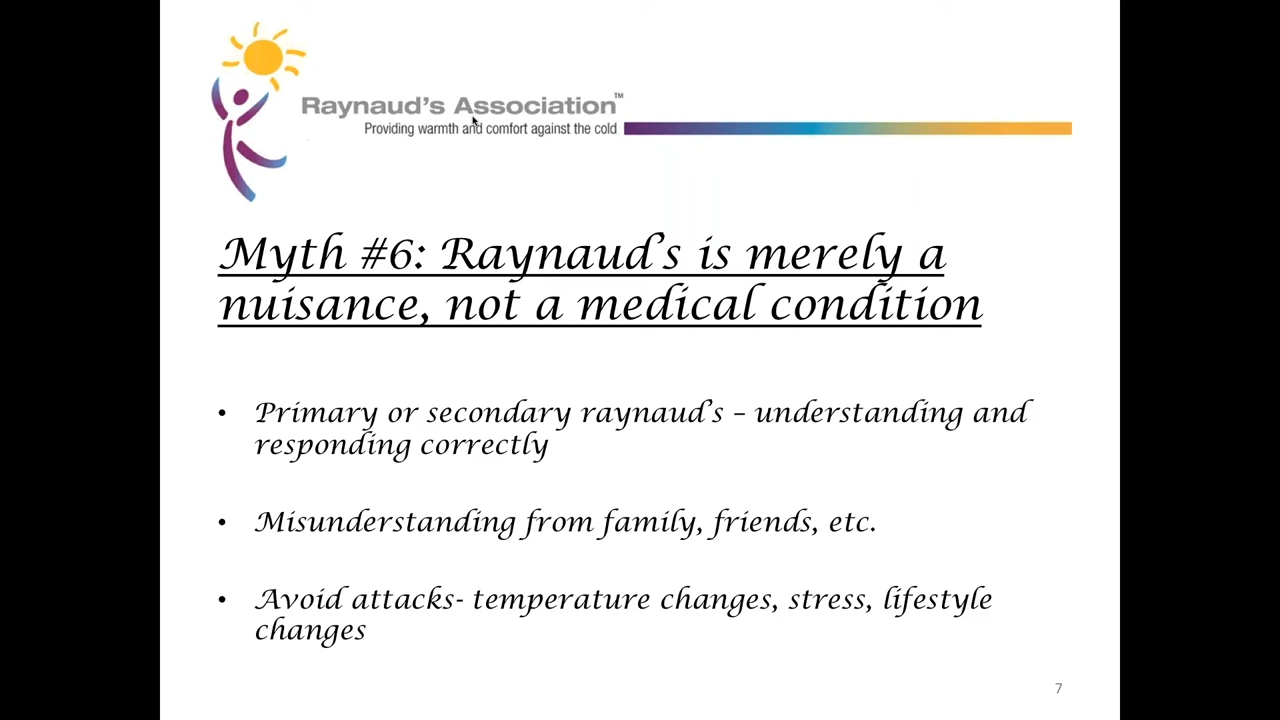 Raynaud's Association™
Providing warmth and comfort against the cold
Myth #6: Raynaud's is merely a
nuisance, not a medical condition
• Primary or secondary raynaud's – understanding and
responding correctly
• Misunderstanding from family, friends, etc.
• Avoid attacks- temperature changes, stress, lifestyle
changes
7